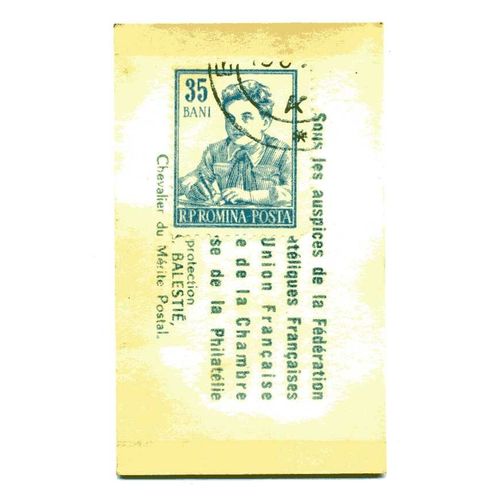 35
BANI
R.P.ROMINA-POSTA
Sous les auspices de la Fédération
atéliques Françaises
Union Française
e de la Chambre
se de la Philatélie
protection
BALESTIÉ,
Chevalier du Mérite Postal.